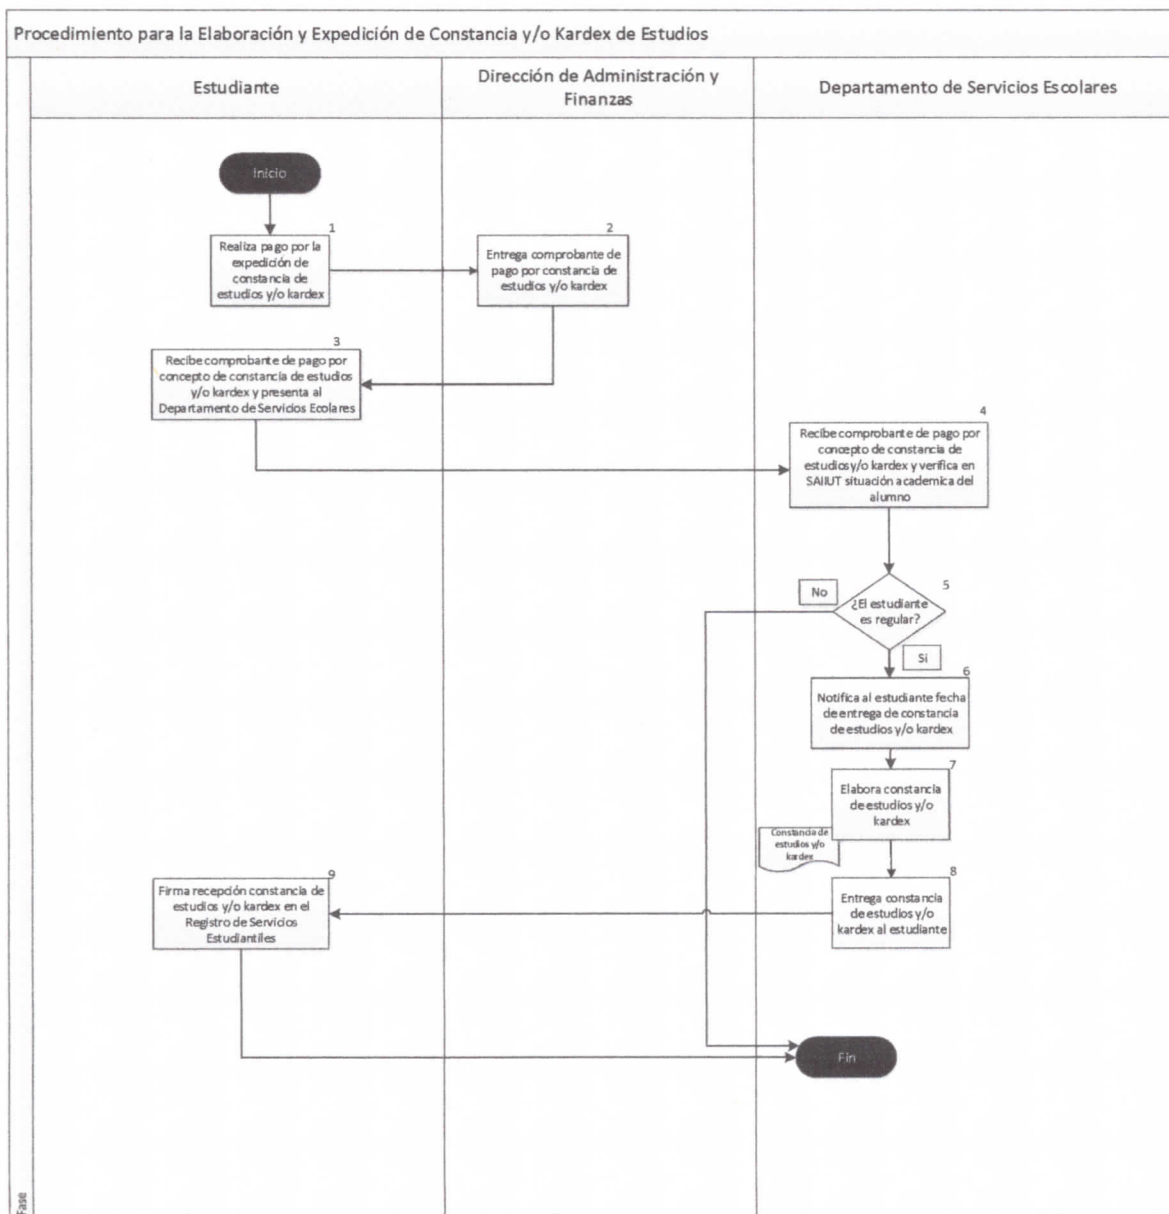 Procedimiento para la Elaboración y Expedición de Constancia y/o Kardex de Estudios
Estudiante
Dirección de Administración y
Finanzas
Departamento de Servicios Escolares
Inicio
1
Realiza pago por la
expedición de
constancia de
estudios y/o kardex
2
Entrega comprobante de
pago por constancia de
estudios y/o kardex
3
Recibe comprobante de pago por
concepto de constancia de estudios
y/o kardex y presenta al
Departamento de Servicios Ecolares
4
Recibe comprobante de pago por
concepto de constancia de
estudios y/o kardex y verifica en
SAIIUT situación academica del
alumno
5
¿El estudiante
es regular?
No
Si
6
Notifica al estudiante fecha
de entrega de constancia
de estudios y/o kardex
7
Elabora constancia
de estudios y/o
kardex
Constancia de
estudios y/o
kardex
8
Entrega constancia
de estudios y/o
kardex al estudiante
9
Firma recepción constancia de
estudios y/o kardex en el
Registro de Servicios
Estudiantiles
Fin
Fase